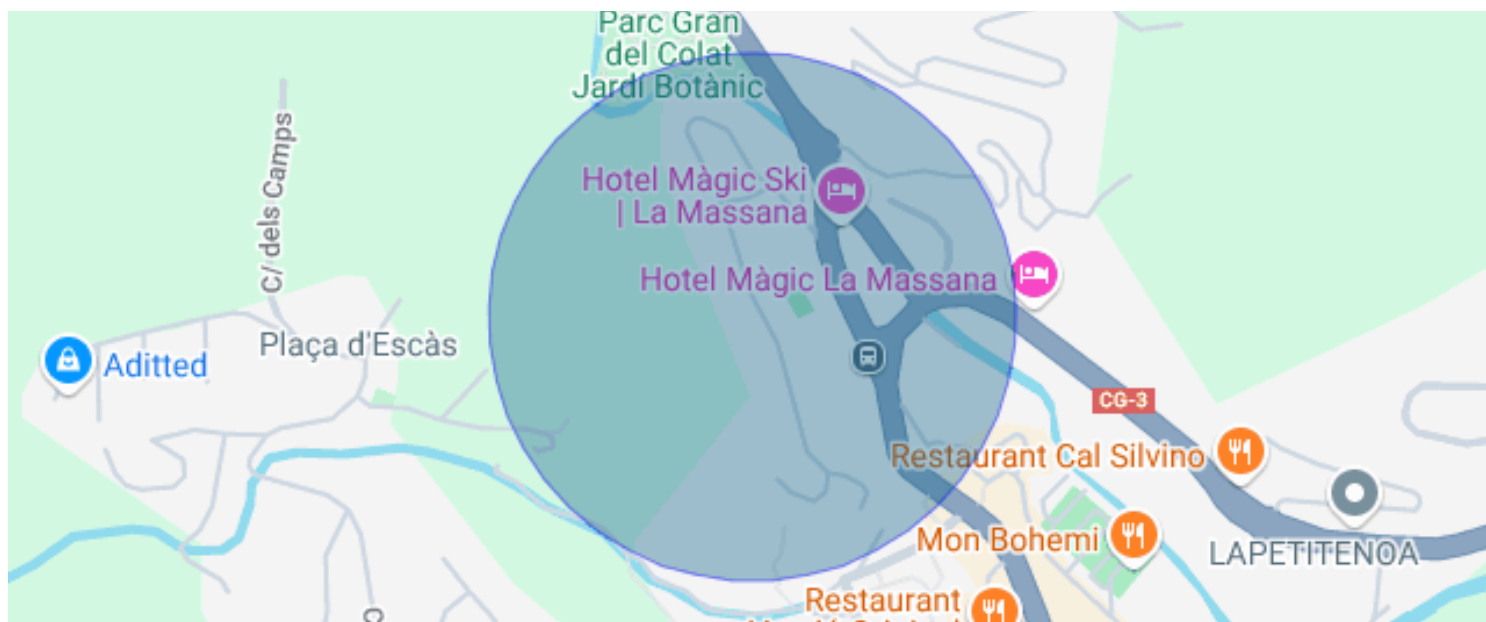 Parc Gran
del Colat
Jardí Botànic
C/ dels Camps
Hotel Màgic Ski
| La Massana
Hotel Màgic La Massana
Plaça d'Escàs
Aditted
CG-3
Restaurant Cal Silvino
Mon Bohemi
LAPETITENOA
Restaurant